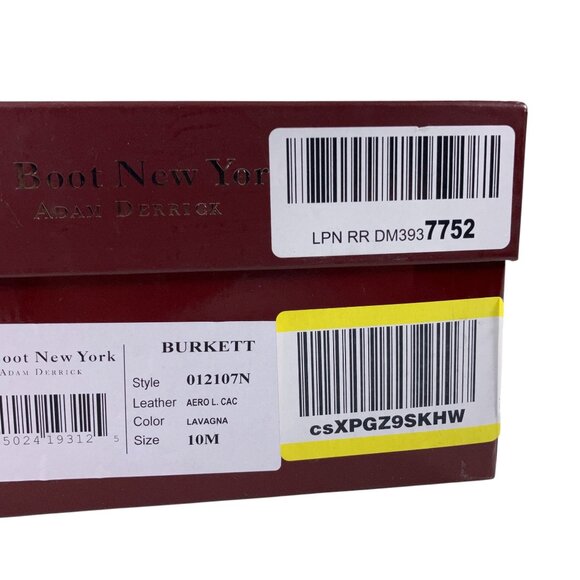 Boot New Yor
ADAM DERRICK
LPN RR DM3937752
Boot New York
ADAM DERRICK
5024 19312 5
BURKETT
Style 012107N
Leather AERO L. CAC
Color LAVAGNA
Size 10M
csXPGZ9SKHW